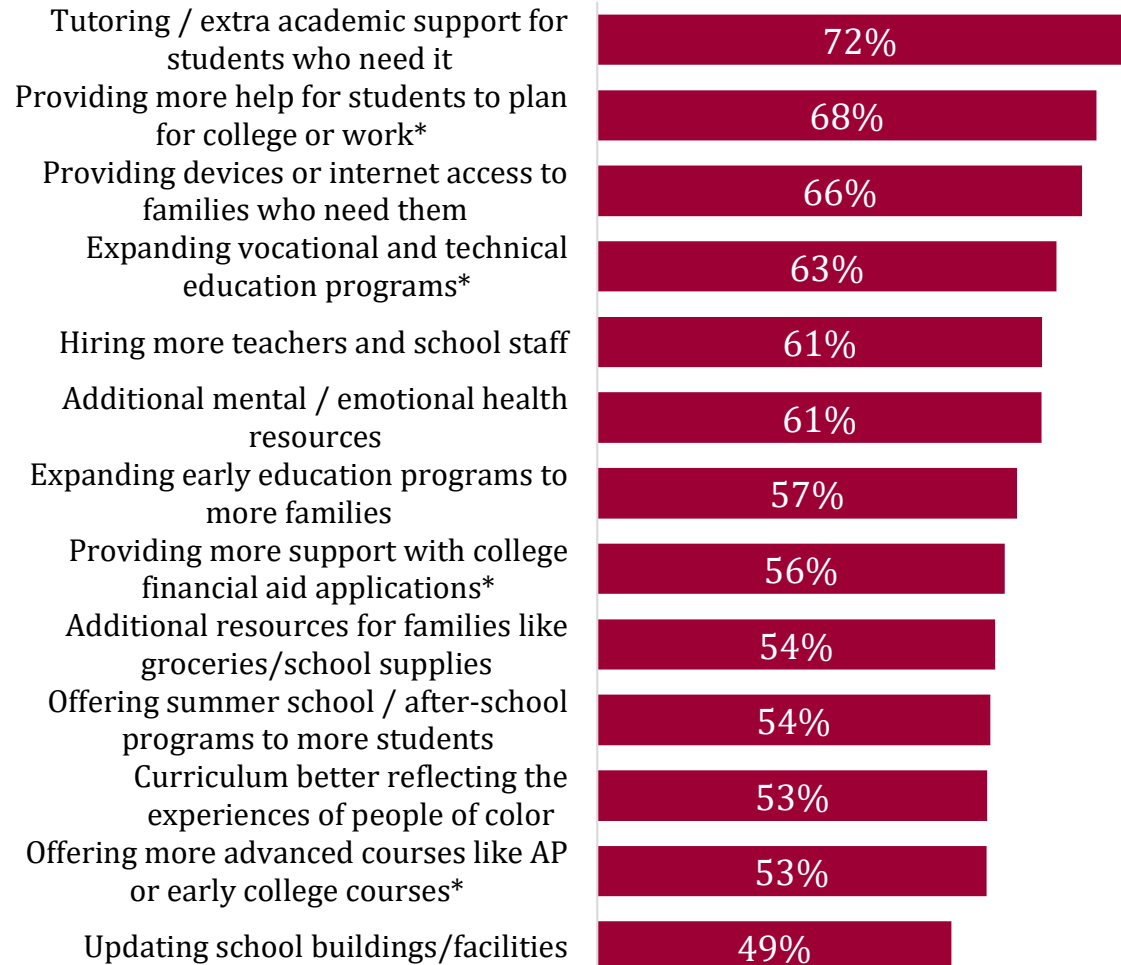 Tutoring / extra academic support for
students who need it
72%
Providing more help for students to plan
for college or work*
68%
Providing devices or internet access to
families who need them
66%
Expanding vocational and technical
education programs*
63%
Hiring more teachers and school staff
61%
Additional mental / emotional health
resources
61%
Expanding early education programs to
more families
57%
Providing more support with college
financial aid applications*
56%
Additional resources for families like
groceries/school supplies
54%
Offering summer school / after-school
programs to more students
54%
Curriculum better reflecting the
experiences of people of color
53%
Offering more advanced courses like AP
or early college courses*
53%
Updating school buildings/facilities
49%